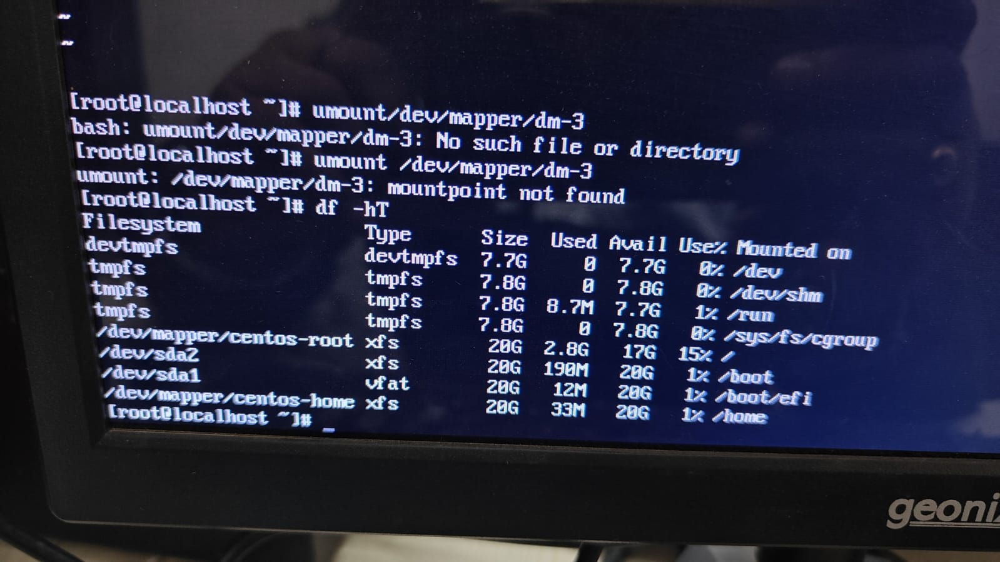 ~
~
[root@localhost ~]# umount/dev/mapper/dm-3
bash: umount/dev/mapper/dm-3: No such file or directory
[root@localhost ~]# umount /dev/mapper/dm-3
umount: /dev/mapper/dm-3: mountpoint not found
[root@localhost ~]# df -hT
Filesystem Type Size Used Avail Use% Mounted on
devtmpfs devtmpfs 7.7G 0 7.7G 0% /dev
tmpfs tmpfs 7.8G 0 7.8G 0% /dev/shm
tmpfs tmpfs 7.8G 8.7M 7.7G 1% /run
tmpfs tmpfs 7.8G 0 7.8G 0% /sys/fs/cgroup
/dev/mapper/centos-root xfs 20G 2.8G 17G 15% /
/dev/sda2 xfs 20G 190M 20G 1% /boot
/dev/sda1 vfat 20G 12M 20G 1% /boot/efi
/dev/mapper/centos-home xfs 20G 33M 20G 1% /home
[root@localhost ~]# _